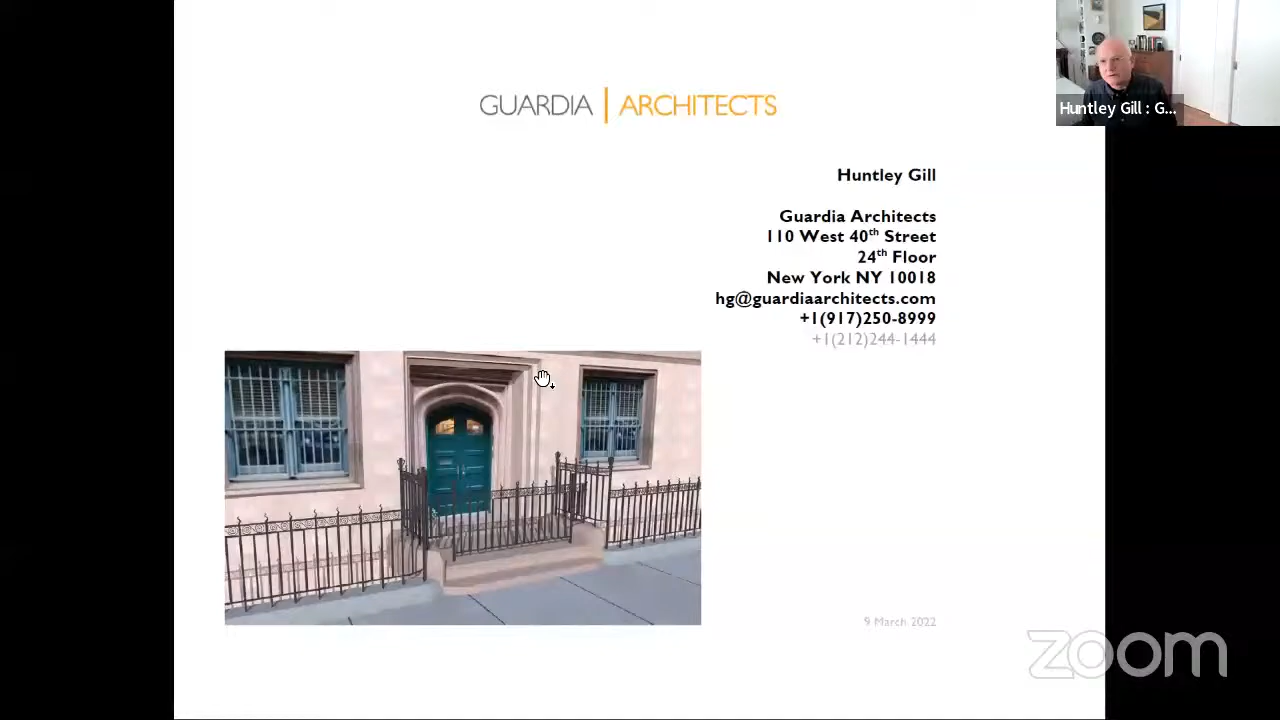 GUARDIA | ARCHITECTS
Huntley Gill : G...
Huntley Gill
Guardia Architects
110 West 40th Street
24th Floor
New York NY 10018
hg@guardiaarchitects.com
+1(917)250-8999
+1(212)244-1444
9 March 2022
zoom